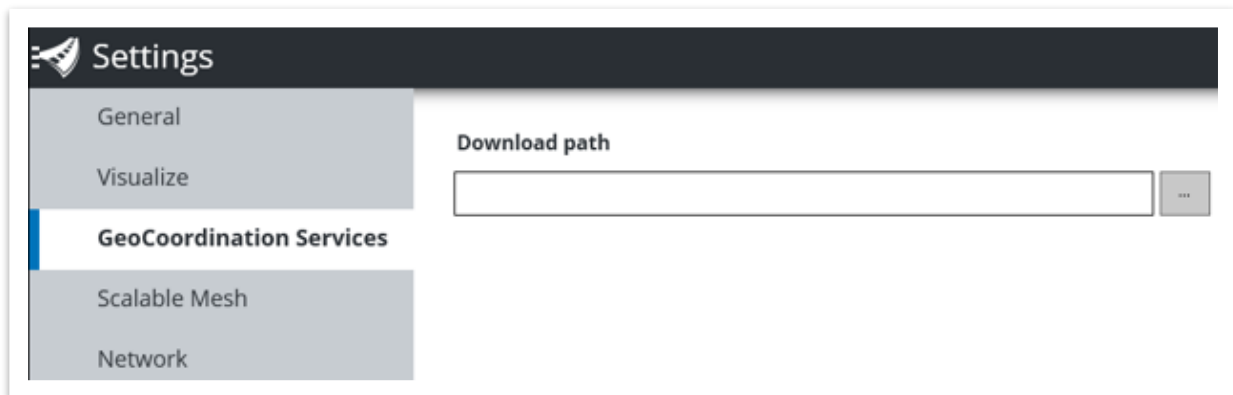 Settings
General
Visualize
GeoCoordination Services
Scalable Mesh
Network
Download path
...